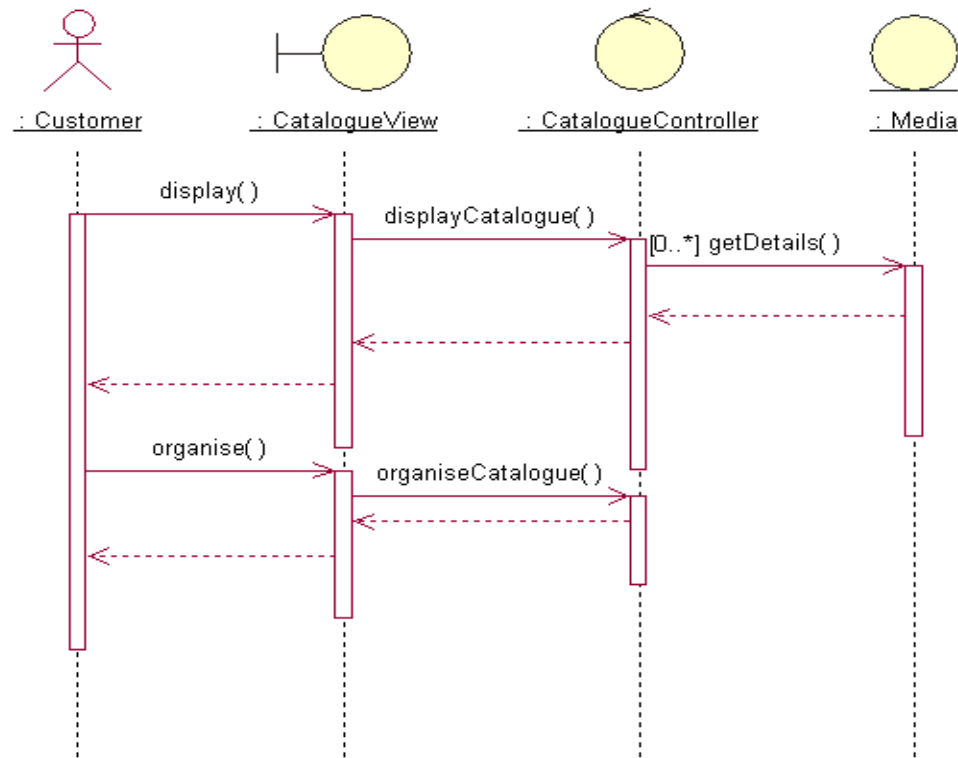 : Customer
: CatalogueView
: CatalogueController
: Media
display( )
displayCatalogue( )
[0..*] getDetails( )
organise( )
organiseCatalogue( )